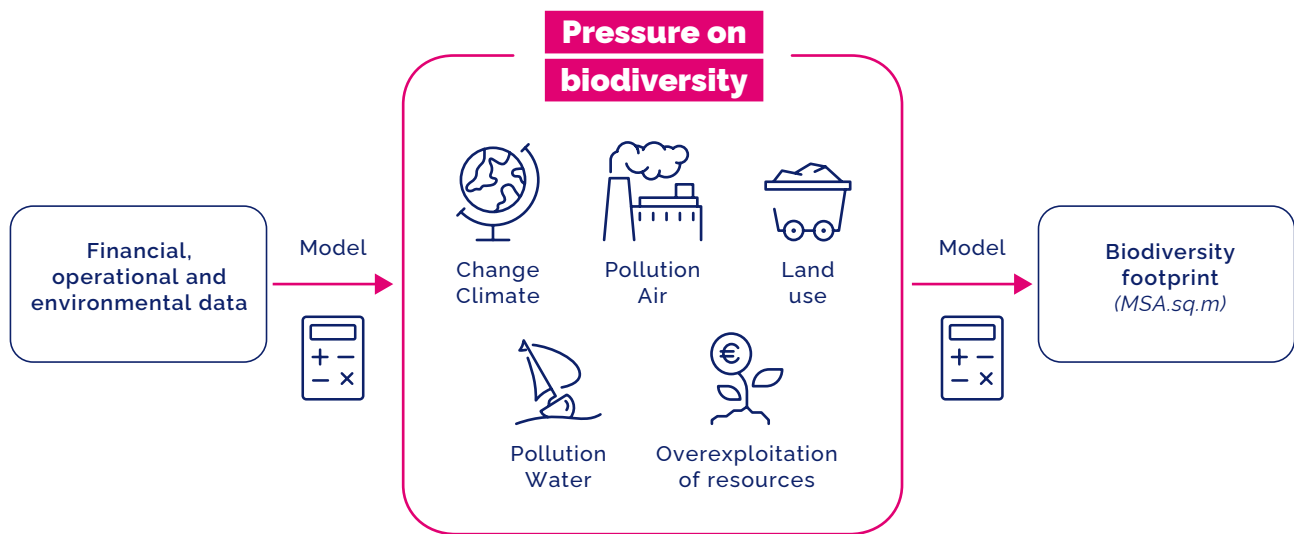 Pressure on
biodiversity
Financial,
operational and
environmental data
Model
+ −
− ×
Change
Climate
Pollution
Air
Land
use
€
Pollution
Water
Overexploitation
of resources
Model
+ −
− ×
Biodiversity
footprint
(MSA.sq.m)